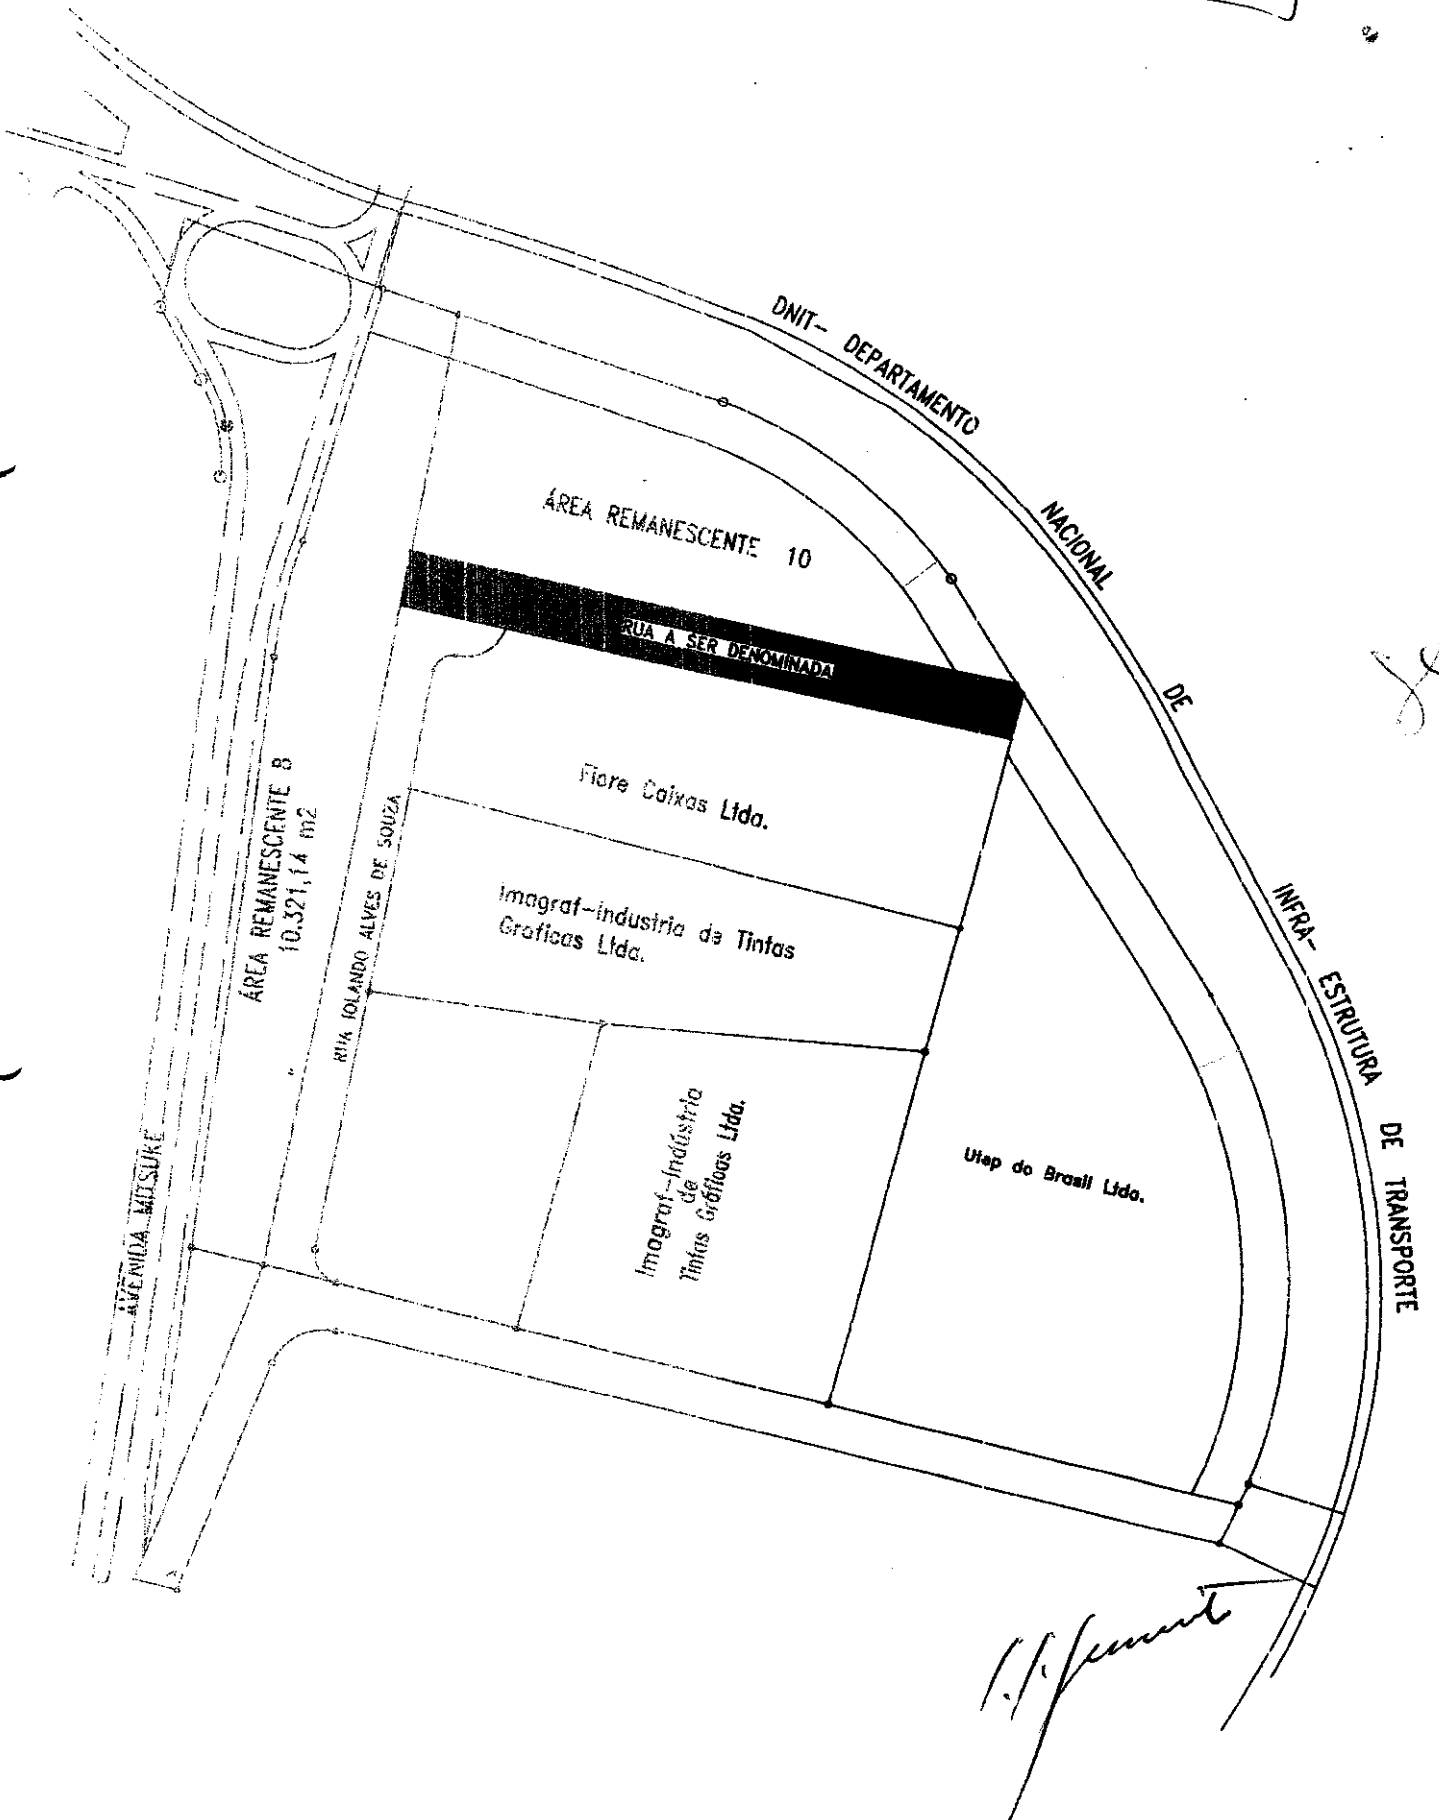 DNIT- DEPARTAMENTO NACIONAL DE INFRA- ESTRUTURA DE TRANSPORTE
ÁREA REMANESCENTE 10
RUA A SER DENOMINADA
Fiore Caixas Ltda.
ÁREA REMANESCENTE 8
10.321,14 m2
RUA IOLANDO ALVES DE SOUZA
Imagraf-Industria de Tintas
Graficas Ltda.
Imagraf-Indústria
de
Tintas Gráficas Ltda.
Utep do Brasil Ltda.
AVENIDA MITSUKE